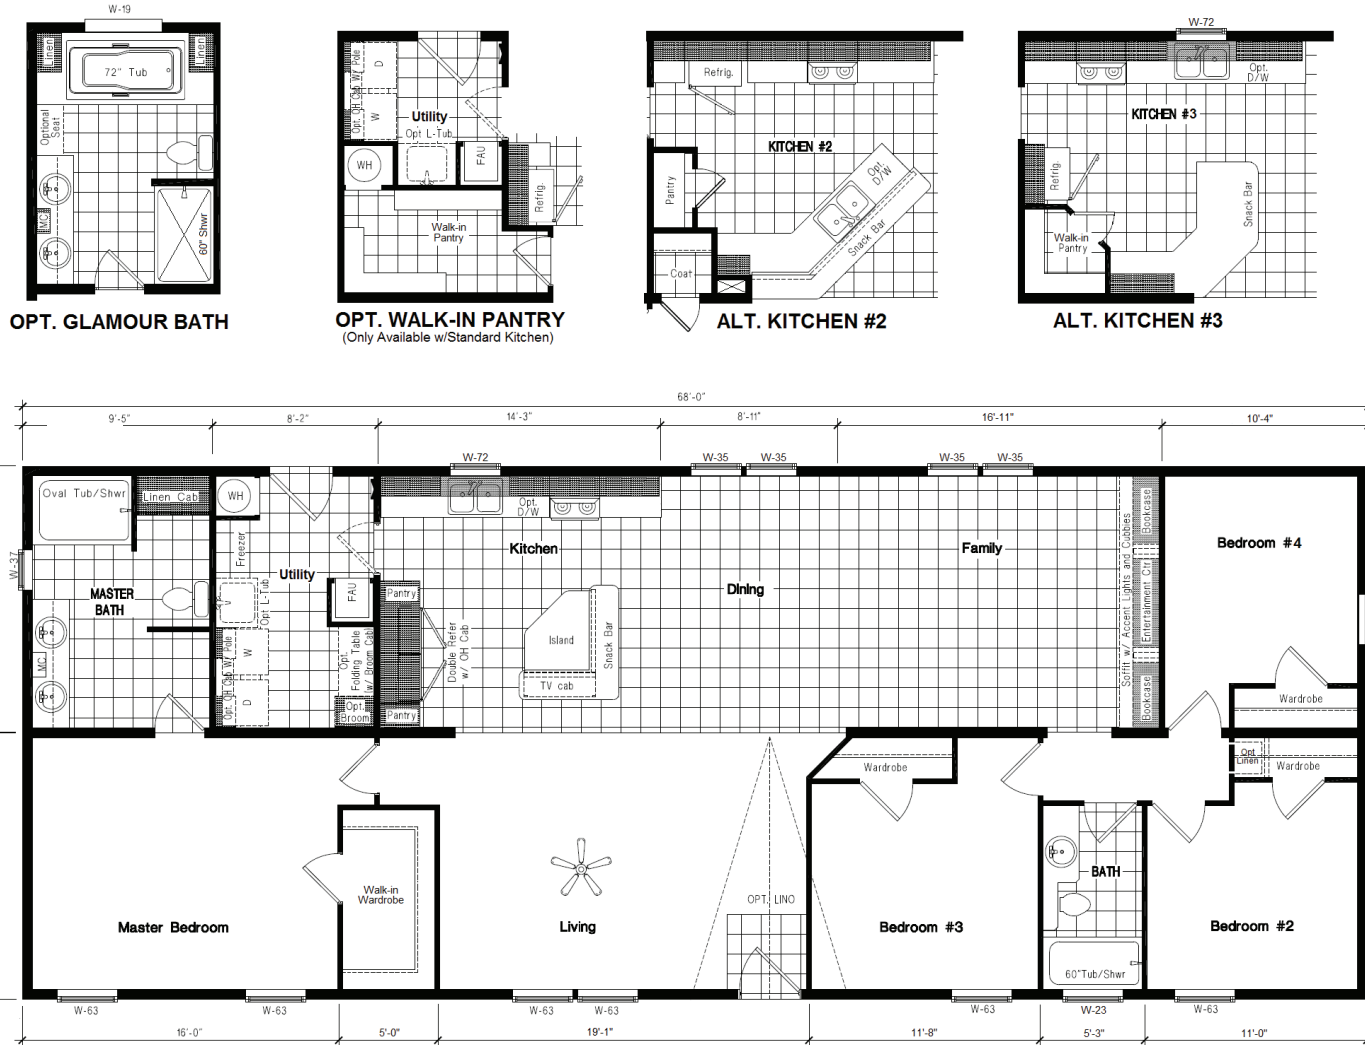 W-19
Linen
Linen
72" Tub
Optional
Seat
MC
60" Shwr
OPT. GLAMOUR BATH
Opt. OH Cab W/ Pole
D
W
Utility
Opt L-Tub
WH
FAU
Refrig.
Walk-in
Pantry
OPT. WALK-IN PANTRY
(Only Available w/Standard Kitchen)
Refrig.
KITCHEN #2
Opt.
D/W
Pantry
Snack Bar
Coat
ALT. KITCHEN #2
W-72
Opt.
D/W
KITCHEN #3
Refrig.
Snack Bar
Walk-in
Pantry
ALT. KITCHEN #3
68'-0"
9'-5"
8'-2"
14'-3"
8'-11"
16'-11"
10'-4"
W-72
W-35
W-35
W-35
W-35
Oval Tub/Shwr
Linen Cab
WH
Opt.
D/W
Bookcase
Soffit w/ Accent Lights and Cubbies
Entertainment Ctr
Bookcase
Kitchen
Family
Bedroom #4
Freezer
W-37
Utility
MASTER
BATH
FAU
Pantry
Dining
Opt L-Tub
Island
Snack Bar
Double Refer
w/ OH Cab
MC
Opt. OH Cab W/ Pole
W
D
Opt.
Folding Table
(w/ Broom Cab)
TV cab
Opt.
Broom
Pantry
Wardrobe
Wardrobe
Opt
Linen
Wardrobe
Walk-in
Wardrobe
BATH
OPT. LINO
Master Bedroom
Living
Bedroom #3
Bedroom #2
60"Tub/Shwr
W-63
W-63
W-63
W-63
W-63
W-23
W-63
16'-0"
5'-0"
19'-1"
11'-8"
5'-3"
11'-0"